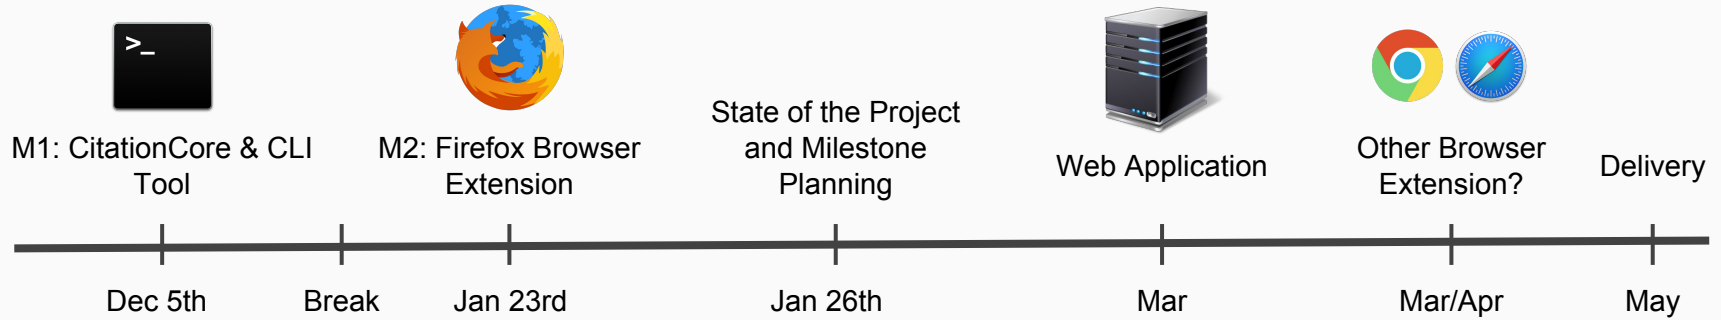 >_
M1: CitationCore & CLI
Tool
M2: Firefox Browser
Extension
State of the Project
and Milestone
Planning
Web Application
Other Browser
Extension?
Delivery
Dec 5th
Break
Jan 23rd
Jan 26th
Mar
Mar/Apr
May